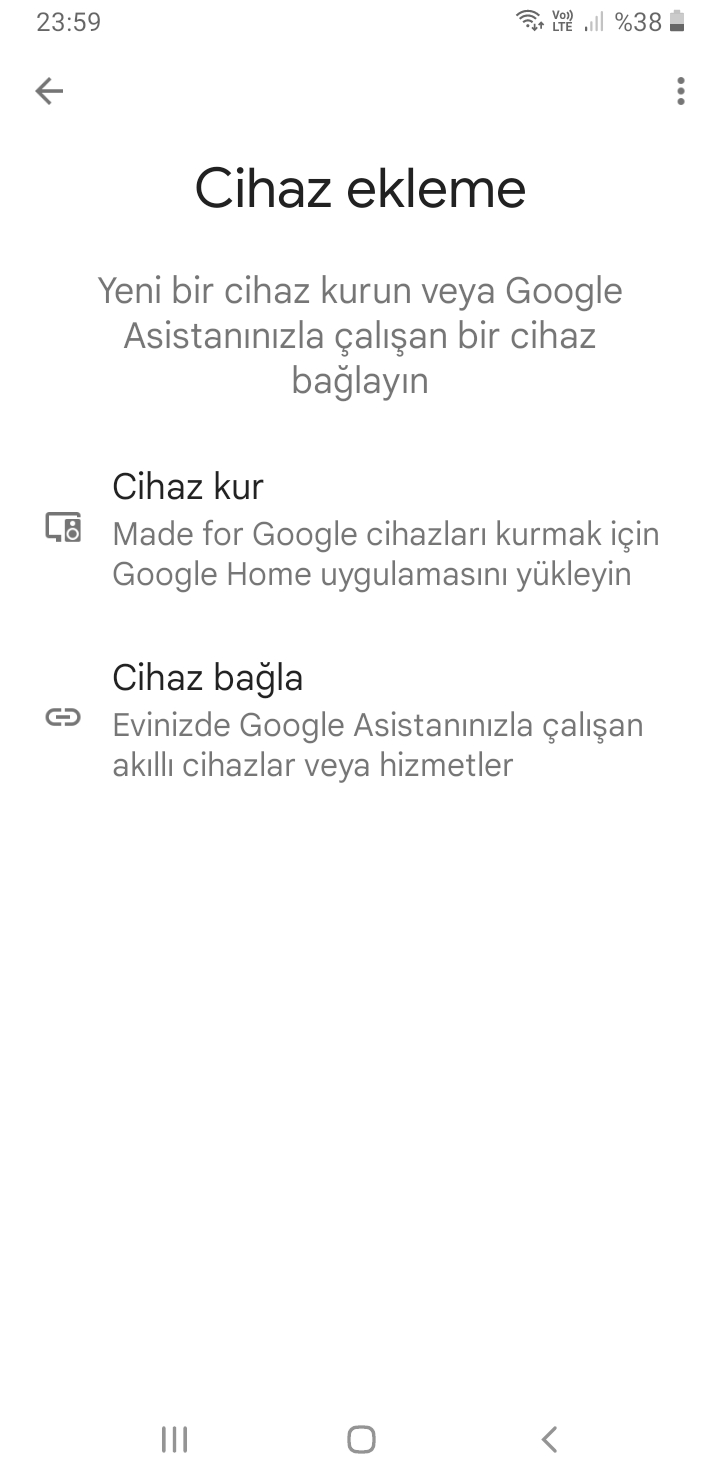 23:59 Vo)) LTE %38
Cihaz ekleme
Yeni bir cihaz kurun veya Google
Asistanınızla çalışan bir cihaz
bağlayın
Cihaz kur
Made for Google cihazları kurmak için
Google Home uygulamasını yükleyin
Cihaz bağla
Evinizde Google Asistanınızla çalışan
akıllı cihazlar veya hizmetler